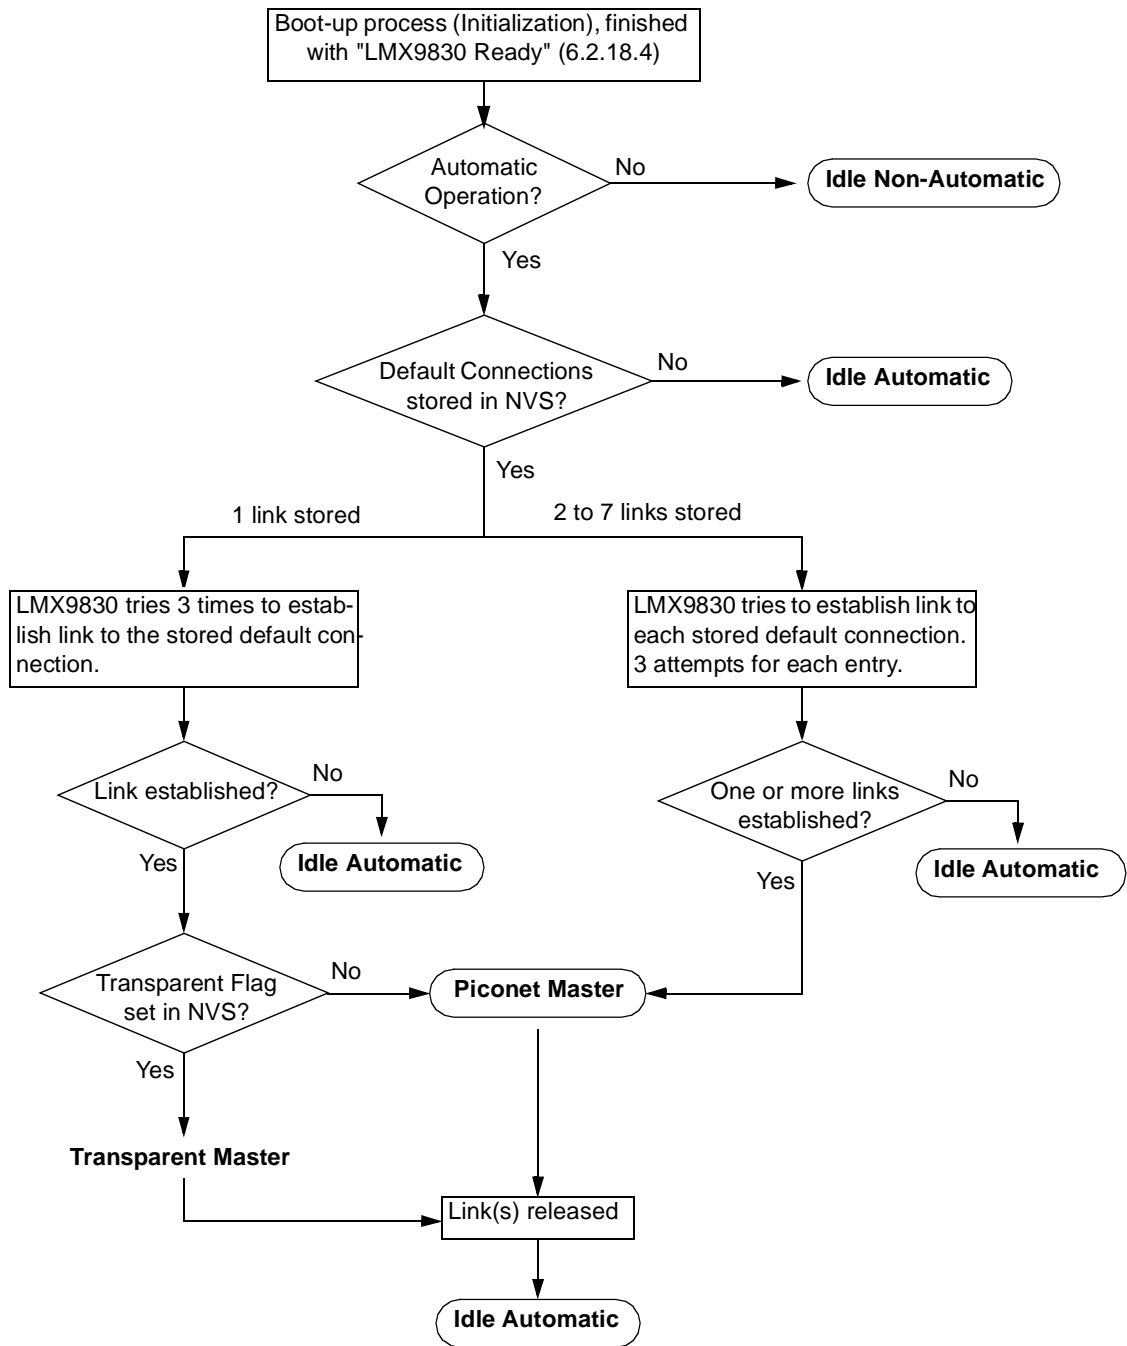 Boot-up process (Initialization), finished
with "LMX9830 Ready" (6.2.18.4)
Automatic
Operation?
No
Idle Non-Automatic
Yes
Default Connections
stored in NVS?
No
Idle Automatic
Yes
1 link stored
2 to 7 links stored
LMX9830 tries 3 times to estab-
lish link to the stored default con-
nection.
LMX9830 tries to establish link to
each stored default connection.
3 attempts for each entry.
Link established?
No
Idle Automatic
Yes
One or more links
established?
No
Idle Automatic
Yes
Transparent Flag
set in NVS?
No
Piconet Master
Yes
Transparent Master
Link(s) released
Idle Automatic